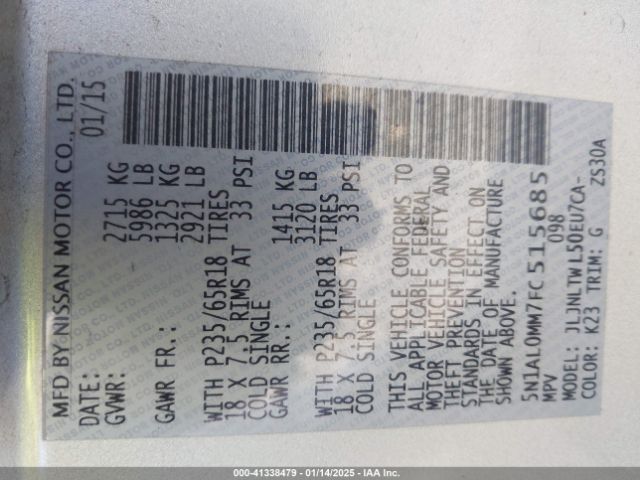 MFD BY NISSAN MOTOR CO., LTD.
DATE: 01/15
GVWR: 2715 KG
5986 LB
GAWR FR.: 1325 KG
2921 LB
WITH P235/65R18 TIRES
18 X 7.5 RIMS AT 33 PSI
COLD SINGLE
GAWR RR.: 1415 KG
3120 LB
WITH P235/65R18 TIRES
18 X 7.5 RIMS AT 33 PSI
COLD SINGLE
THIS VEHICLE CONFORMS TO
ALL APPLICABLE FEDERAL
MOTOR VEHICLE SAFETY AND
THEFT PREVENTION
STANDARDS IN EFFECT ON
THE DATE OF MANUFACTURE
SHOWN ABOVE.
5N1AL0MM7FC515685
MPV 098
MODEL: JLJNLTWL50EU7CA-
COLOR: K23 TRIM: G ZS30A
000-41338479 - 01/14/2025 - IAA Inc.